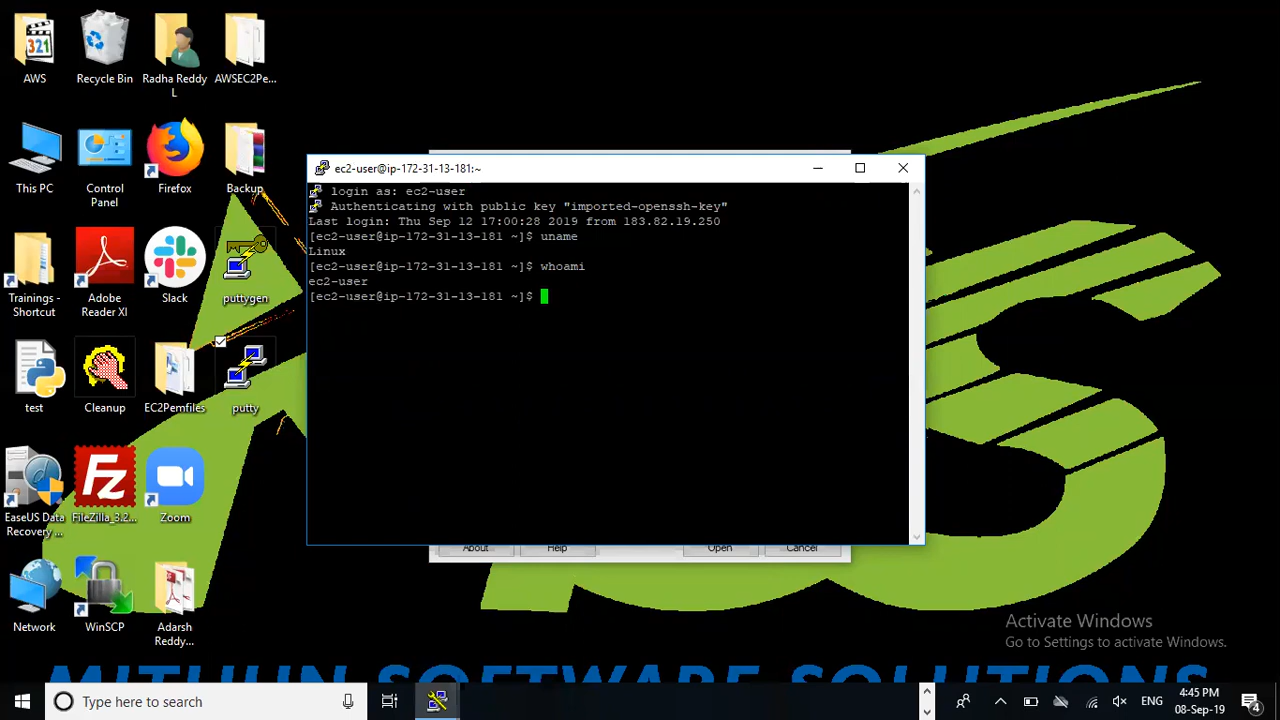 AWS
Recycle Bin
Radha Reddy L
AWSEC2Pe...
This PC
Control Panel
Firefox
Backup
Trainings - Shortcut
Adobe Reader XI
Slack
puttygen
test
Cleanup
EC2Pemfiles
putty
EaseUS Data Recovery ...
FileZilla_3.2...
Zoom
Network
WinSCP
Adarsh Reddy...
ec2-user@ip-172-31-13-181:~
login as: ec2-user
Authenticating with public key "imported-openssh-key"
Last login: Thu Sep 12 17:00:28 2019 from 183.82.19.250
[ec2-user@ip-172-31-13-181 ~]$ uname
Linux
[ec2-user@ip-172-31-13-181 ~]$ whoami
ec2-user
[ec2-user@ip-172-31-13-181 ~]$
About Help Open Cancel
Activate Windows
Go to Settings to activate Windows.
MITHUN SOFTWARE SOLUTIONS
Type here to search
ENG
4:45 PM
08-Sep-19
4